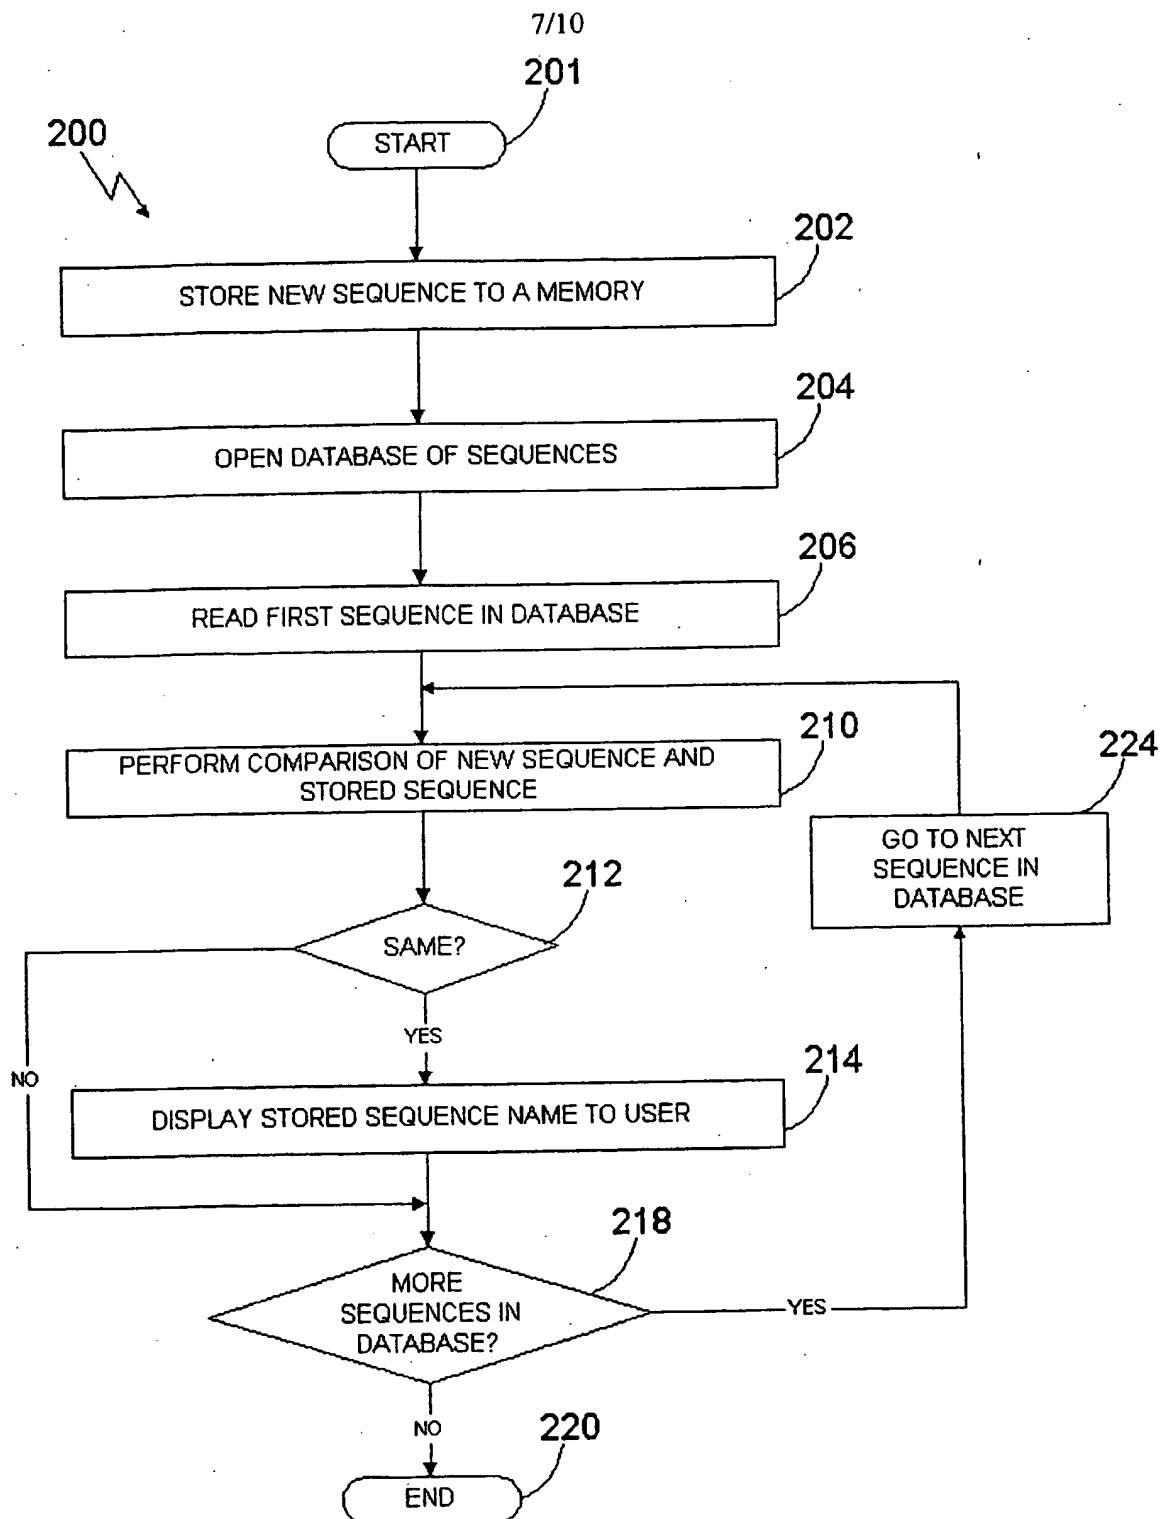 7/10
201
START
200
202
STORE NEW SEQUENCE TO A MEMORY
204
OPEN DATABASE OF SEQUENCES
206
READ FIRST SEQUENCE IN DATABASE
210
PERFORM COMPARISON OF NEW SEQUENCE AND
STORED SEQUENCE
224
GO TO NEXT
SEQUENCE IN
DATABASE
212
SAME?
YES
NO
214
DISPLAY STORED SEQUENCE NAME TO USER
218
MORE
SEQUENCES IN
DATABASE?
YES
NO
220
END